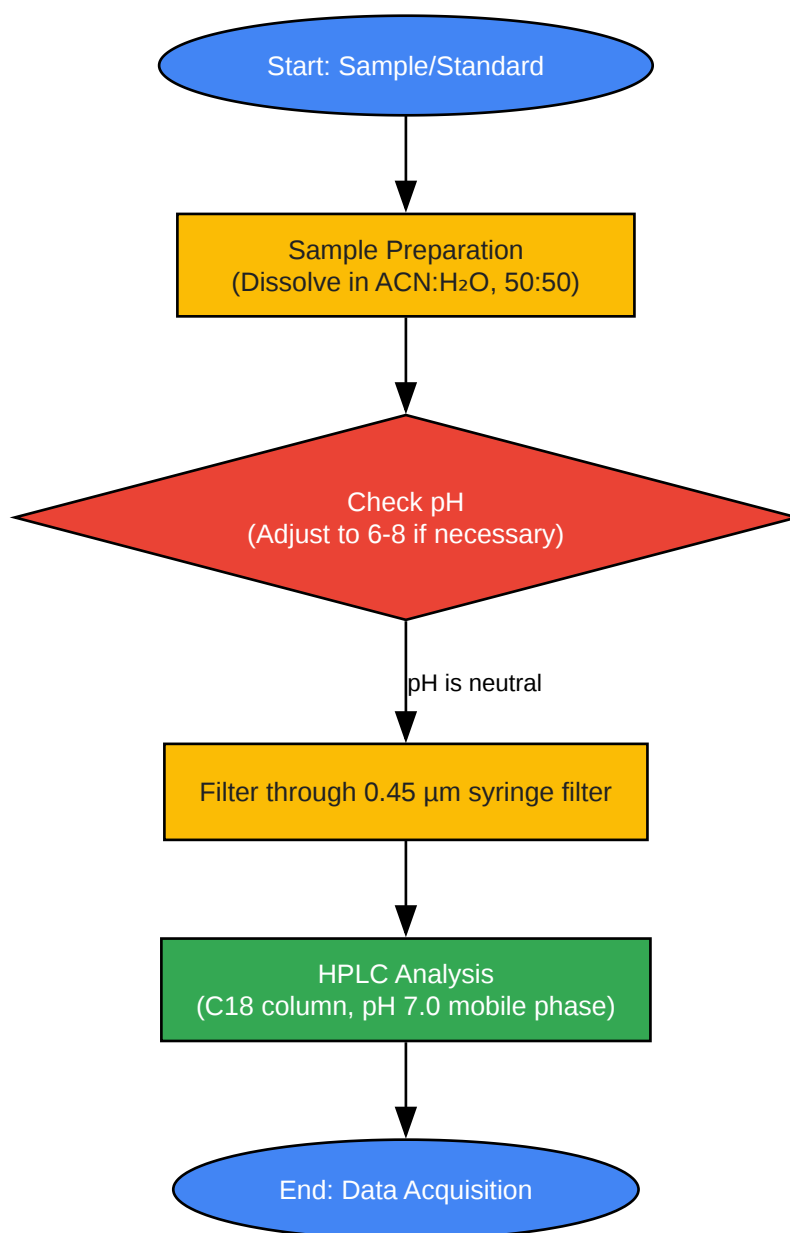 Start: Sample/Standard
Sample Preparation
(Dissolve in ACN:H₂O, 50:50)
Check pH
(Adjust to 6-8 if necessary)
pH is neutral
Filter through 0.45 µm syringe filter
HPLC Analysis
(C18 column, pH 7.0 mobile phase)
End: Data Acquisition